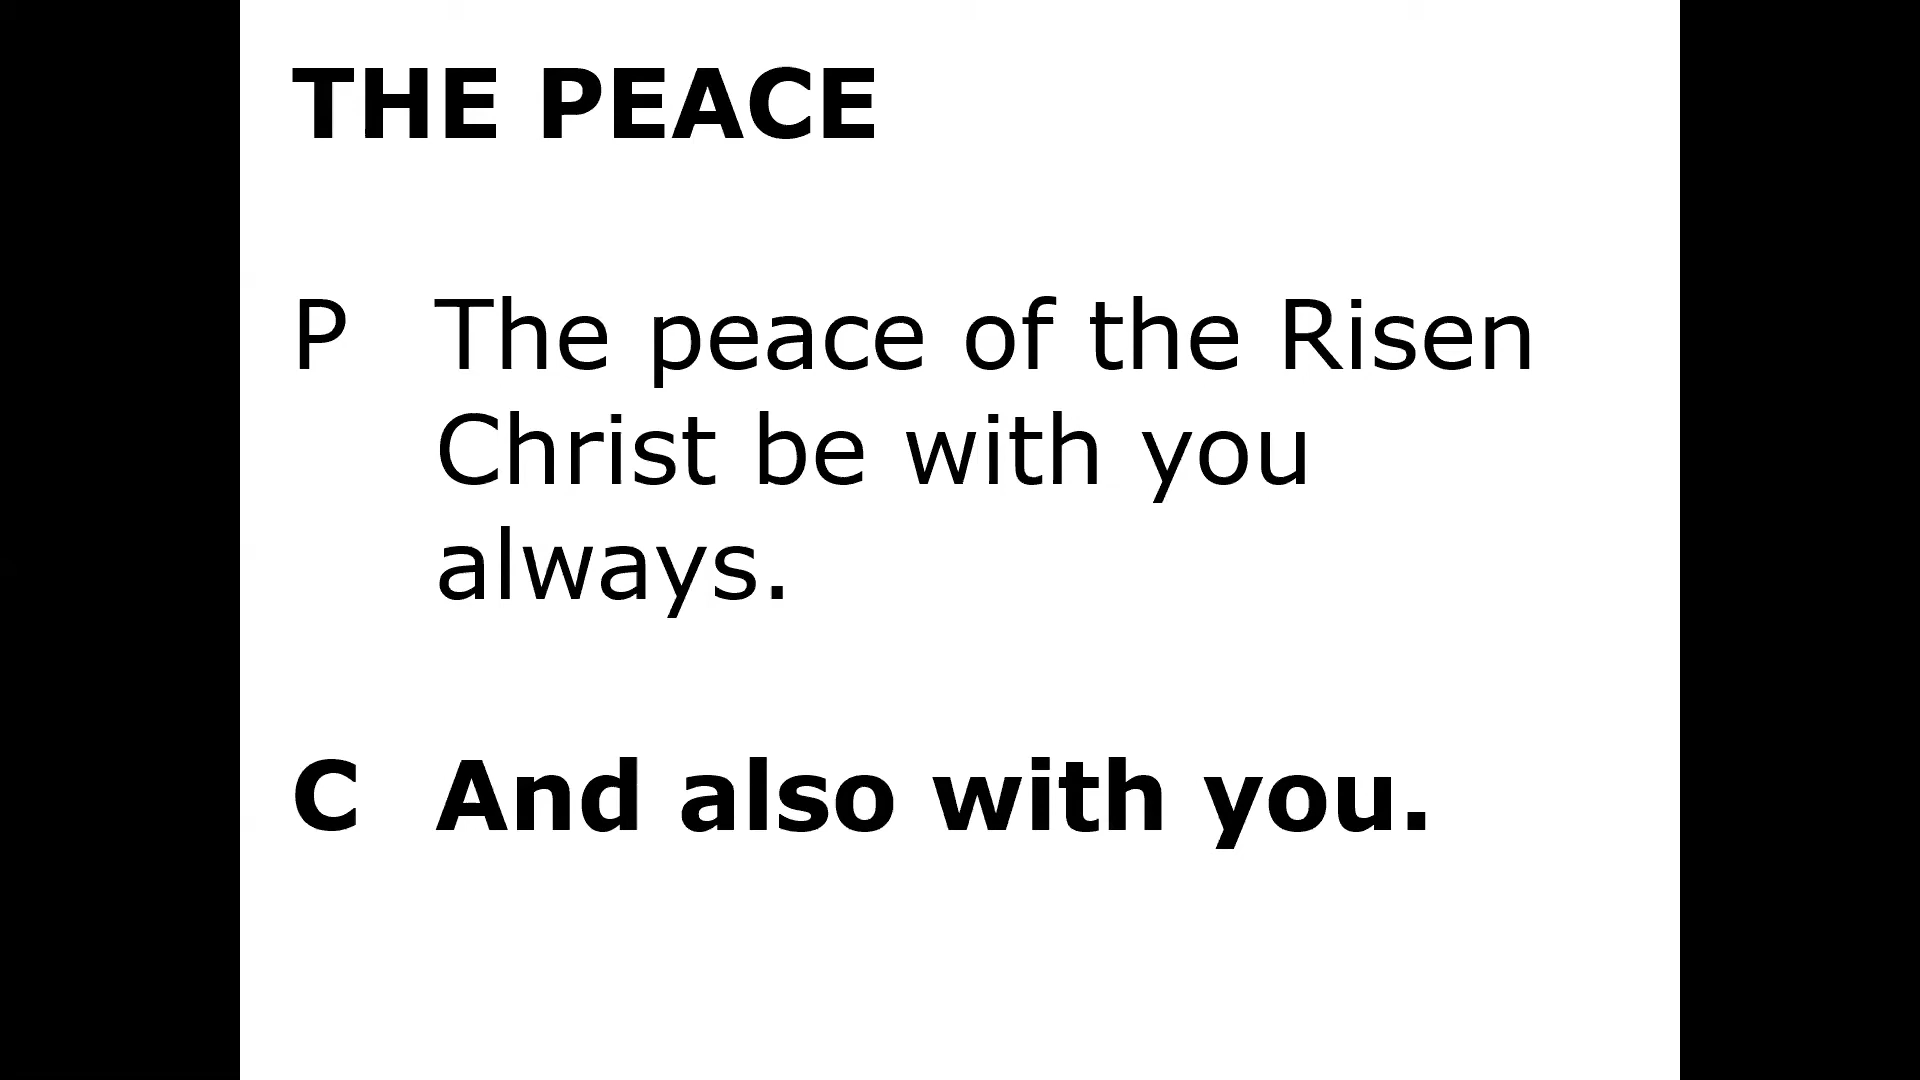 THE PEACE
P The peace of the Risen
Christ be with you
always.
C And also with you.